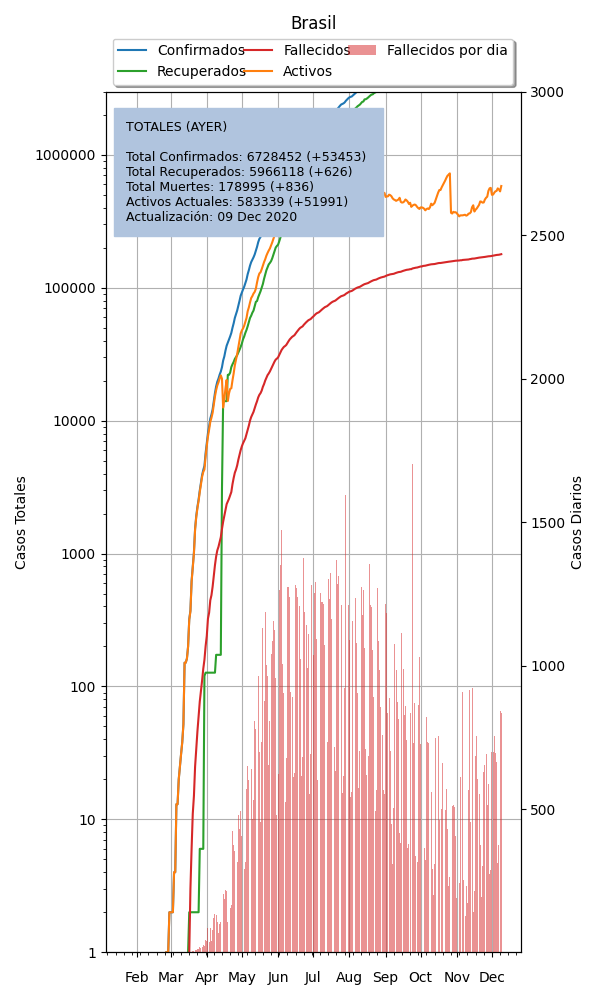 Brasil
Confirmados
Recuperados
Fallecidos
Activos
Fallecidos por dia
TOTALES (AYER)
Total Confirmados: 6728452 (+53453)
Total Recuperados: 5966118 (+626)
Total Muertes: 178995 (+836)
Activos Actuales: 583339 (+51991)
Actualización: 09 Dec 2020
Casos Totales
1000000
100000
10000
1000
100
10
1
Casos Diarios
3000
2500
2000
1500
1000
500
Feb Mar Apr May Jun Jul Aug Sep Oct Nov Dec